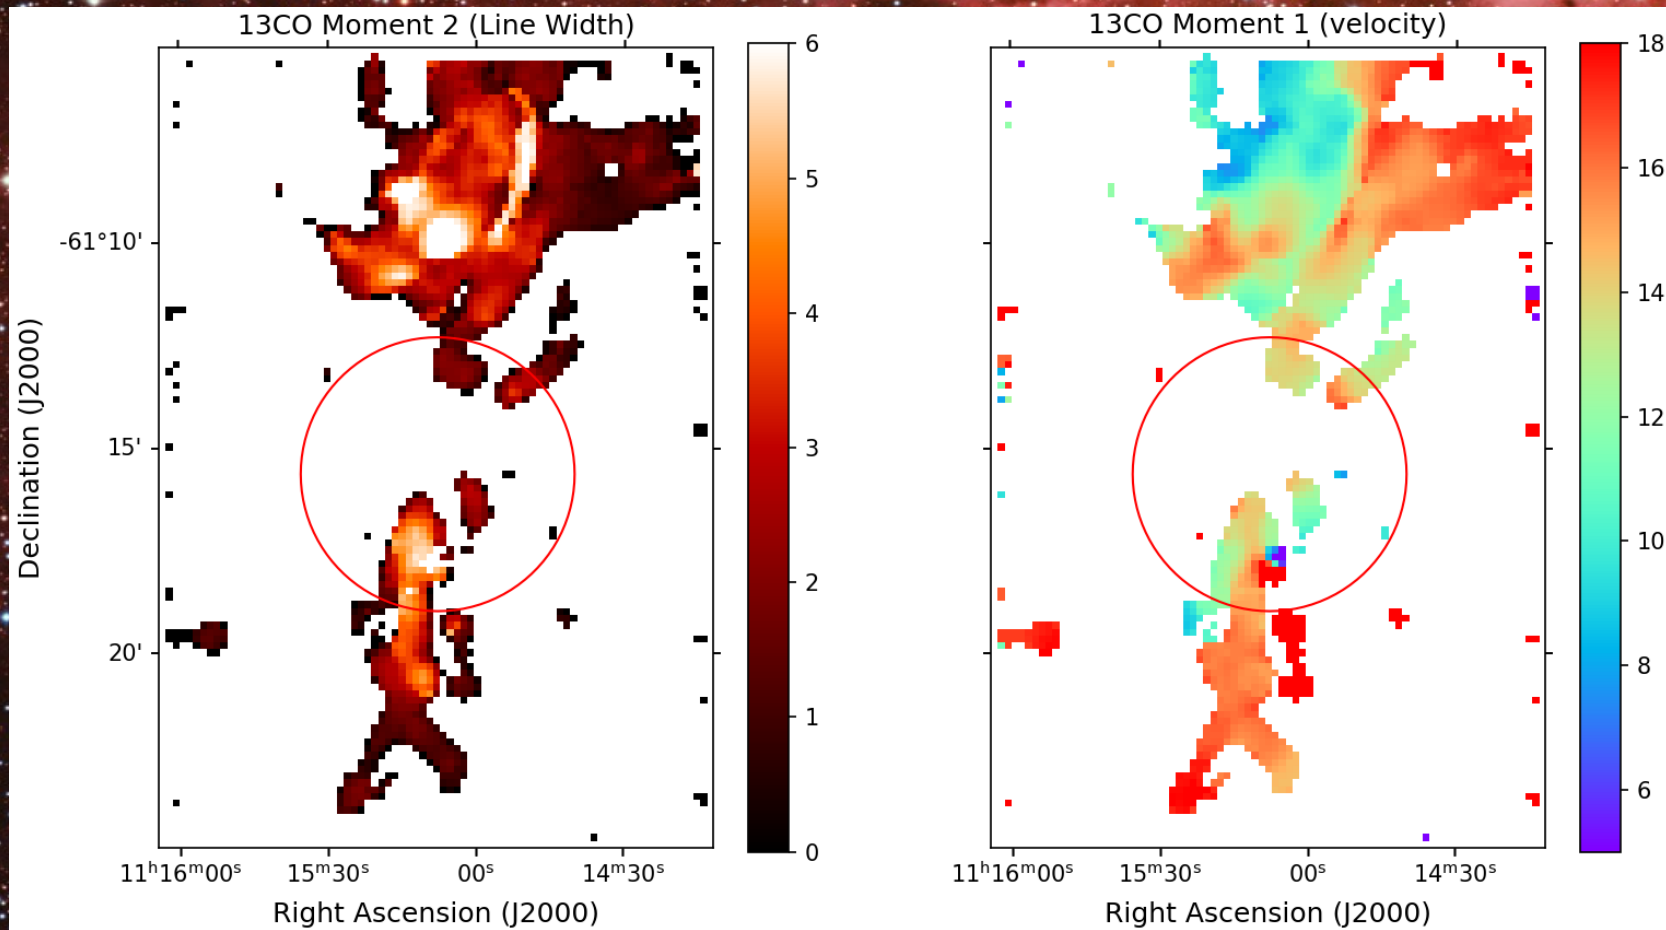 13CO Moment 2 (Line Width)
13CO Moment 1 (velocity)
Declination (J2000)
-61°10'
15'
20'
11ʰ16ᵐ00ˢ
15ᵐ30ˢ
00ˢ
14ᵐ30ˢ
Right Ascension (J2000)
6
5
4
3
2
1
0
11ʰ16ᵐ00ˢ
15ᵐ30ˢ
00ˢ
14ᵐ30ˢ
Right Ascension (J2000)
18
16
14
12
10
8
6